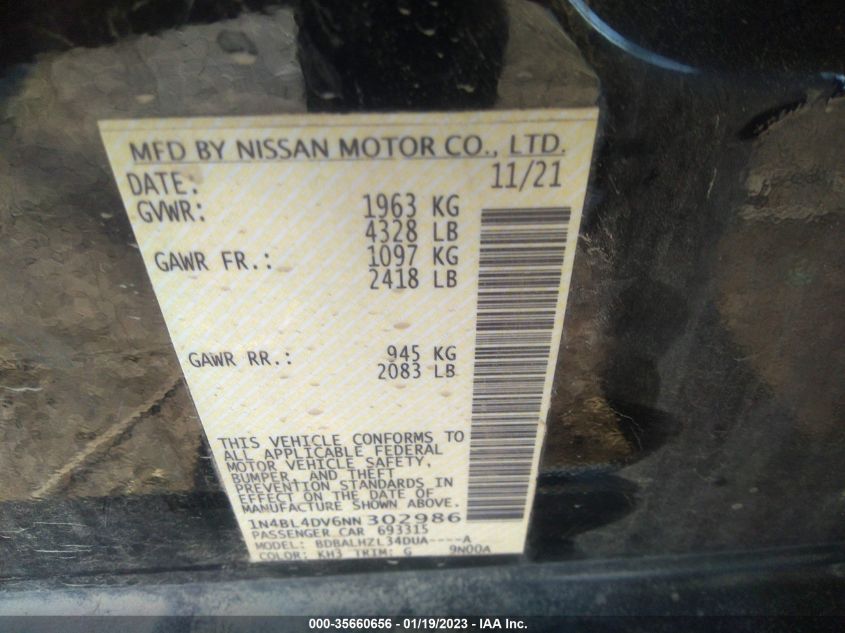 MFD BY NISSAN MOTOR CO., LTD.
DATE: 11/21
GVWR: 1963 KG
4328 LB
GAWR FR.: 1097 KG
2418 LB
GAWR RR.: 945 KG
2083 LB
THIS VEHICLE CONFORMS TO
ALL APPLICABLE FEDERAL
MOTOR VEHICLE SAFETY,
BUMPER, AND THEFT
PREVENTION STANDARDS IN
EFFECT ON THE DATE OF
MANUFACTURE SHOWN ABOVE.
1N4BL4DV6NN302986
PASSENGER CAR 693315
MODEL: BDBALHZL34DUA----A
COLOR: KH3 TRIM: G 9N00A
000-35660656 - 01/19/2023 - IAA Inc.